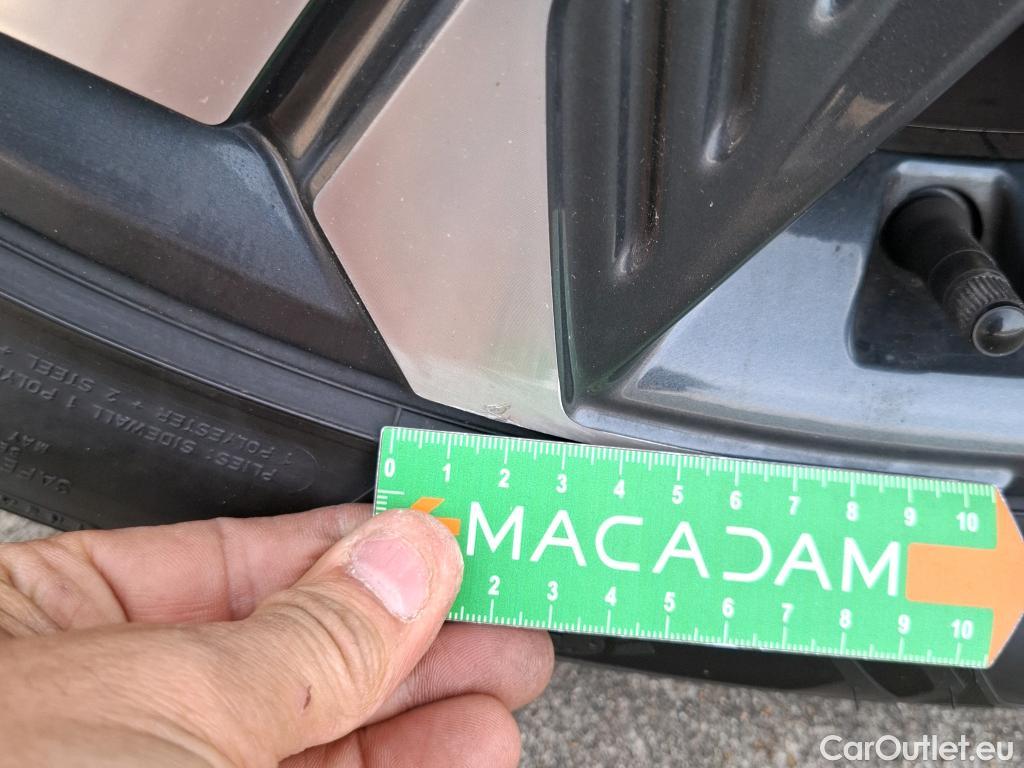 PLIES: SIDEWALL 1 POLY
1 POLYESTER + 2 STEEL
0 1 2 3 4 5 6 7 8 9 10
MACADAM
2 3 4 5 6 7 8 9 10
CarOutlet.eu